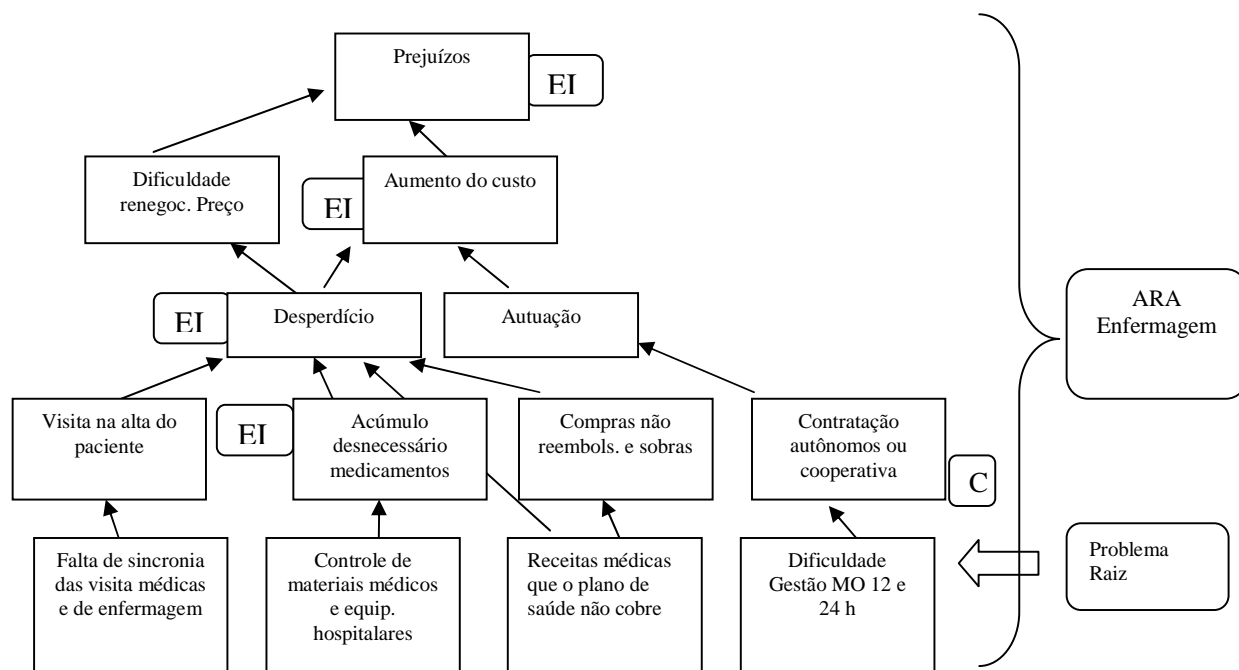 Prejuízos
EI
Dificuldade
renegoc. Preço
EI
Aumento do custo
EI
Desperdício
Autuação
ARA
Enfermagem
Visita na alta do
paciente
EI
Acúmulo
desnecessário
medicamentos
Compras não
reembols. e sobras
Contratação
autônomos ou
cooperativa
C
Falta de sincronia
das visita médicas
e de enfermagem
Controle de
materiais médicos
e equip.
hospitalares
Receitas médicas
que o plano de
saúde não cobre
Dificuldade
Gestão MO 12 e
24 h
Problema
Raiz